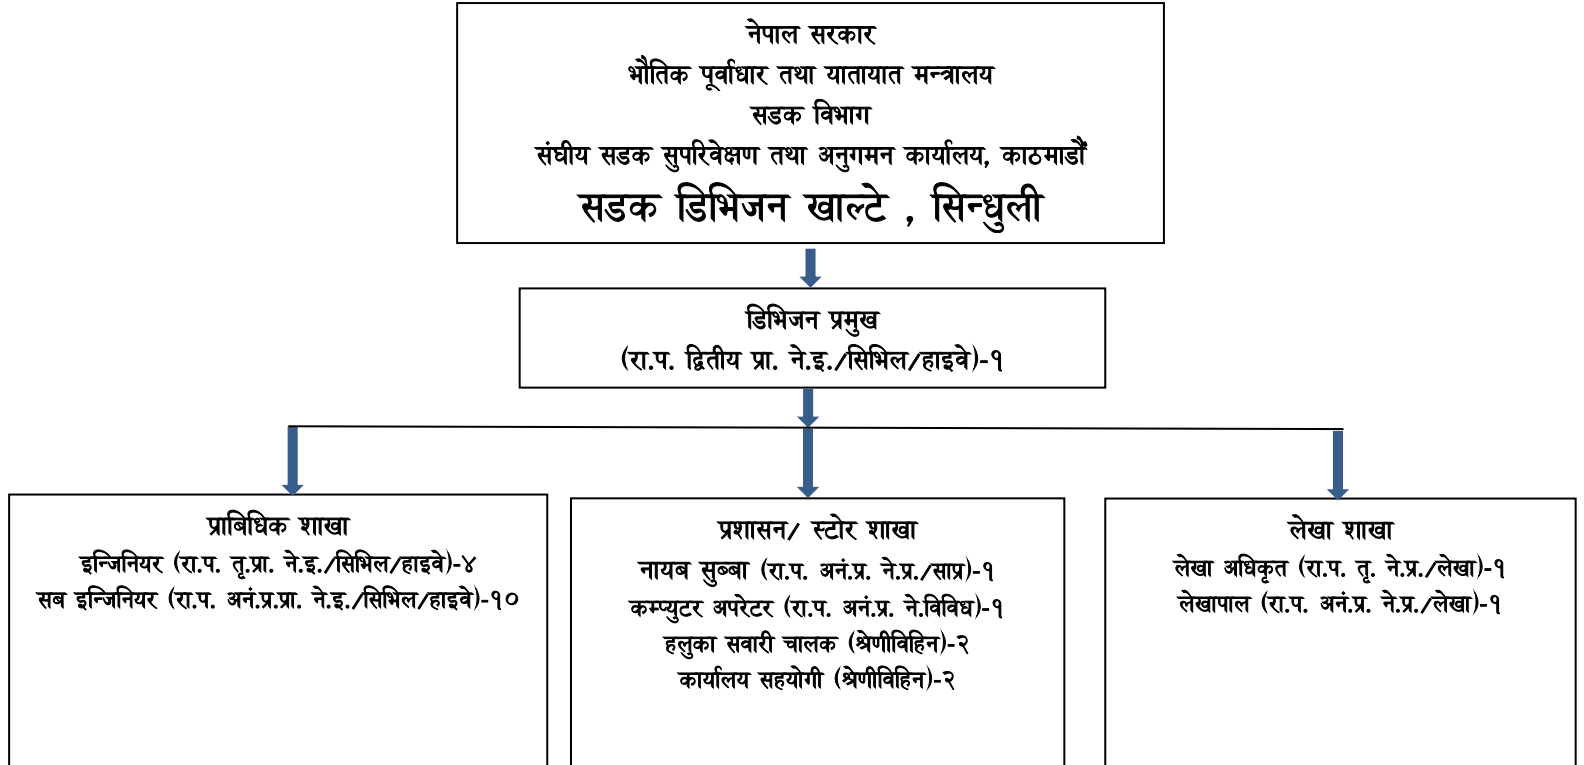 नेपाल सरकार
भौतिक पूर्वाधार तथा यातायात मन्त्रालय
सडक विभाग
संघीय सडक सुपरिवेक्षण तथा अनुगमन कार्यालय, काठमाडौं
सडक डिभिजन खाल्टे , सिन्धुली
डिभिजन प्रमुख
(रा.प. द्वितीय प्रा. ने.इ./सिभिल/हाइवे)-१
प्राबिधिक शाखा
इन्जिनियर (रा.प. तृ.प्रा. ने.इ./सिभिल/हाइवे)-४
सब इन्जिनियर (रा.प. अनं.प्र.प्रा. ने.इ./सिभिल/हाइवे)-१०
प्रशासन/ स्टोर शाखा
नायब सुब्बा (रा.प. अनं.प्र. ने.प्र./साप्र)-१
कम्प्युटर अपरेटर (रा.प. अनं.प्र. ने.विविध)-१
हलुका सवारी चालक (श्रेणीविहिन)-२
कार्यालय सहयोगी (श्रेणीविहिन)-२
लेखा शाखा
लेखा अधिकृत (रा.प. तृ. ने.प्र./लेखा)-१
लेखापाल (रा.प. अनं.प्र. ने.प्र./लेखा)-१